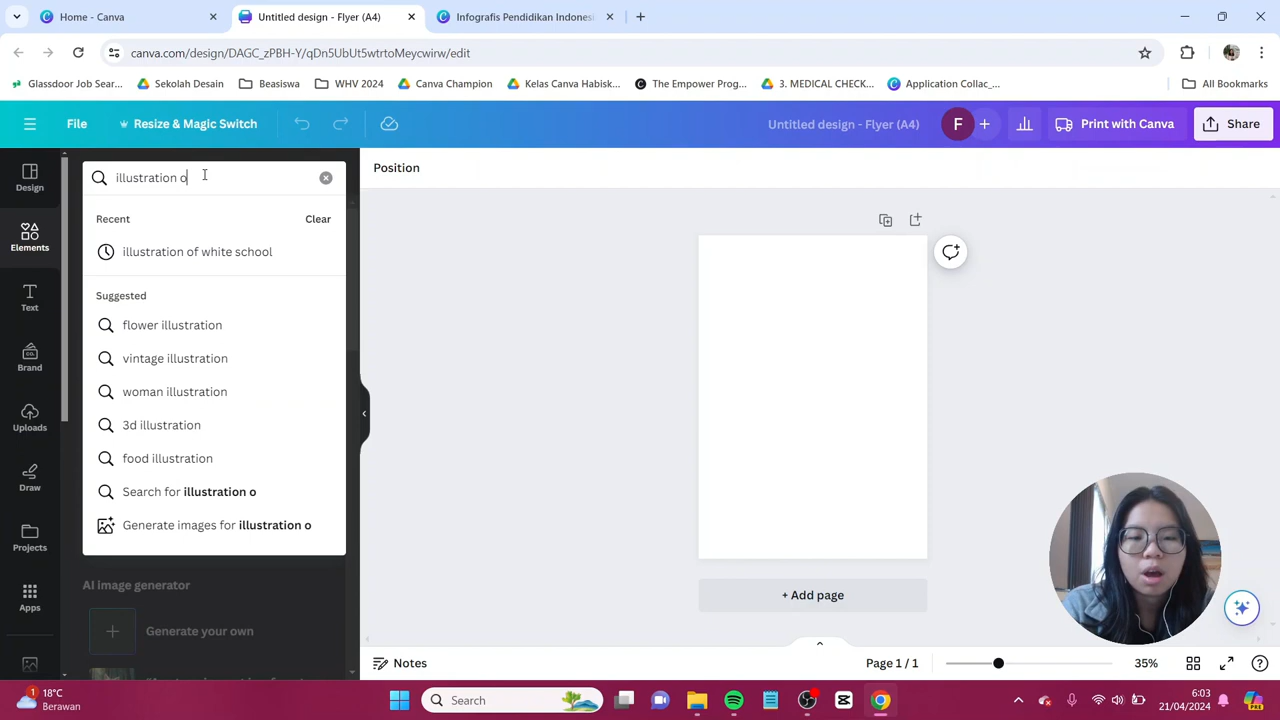 Home - Canva
Untitled design - Flyer (A4)
Infografis Pendidikan Indones
canva.com/design/DAGC_zPBH-Y/qDn5UbUt5wtrtoMeycwirw/edit
Glassdoor Job Sear...
Sekolah Desain
Beasiswa
WHV 2024
Canva Champion
Kelas Canva Habisk...
The Empower Prog...
3. MEDICAL CHECK...
Application Collac_...
All Bookmarks
File
Resize & Magic Switch
Untitled design - Flyer (A4)
F
Print with Canva
Share
Design
Elements
Text
Brand
Uploads
Draw
Projects
Apps
illustration o
Recent
Clear
illustration of white school
Suggested
flower illustration
vintage illustration
woman illustration
3d illustration
food illustration
Search for illustration o
Generate images for illustration o
AI image generator
Generate your own
Position
+ Add page
Notes
Page 1 / 1
35%
1
18°C
Berawan
Search
6:03
21/04/2024